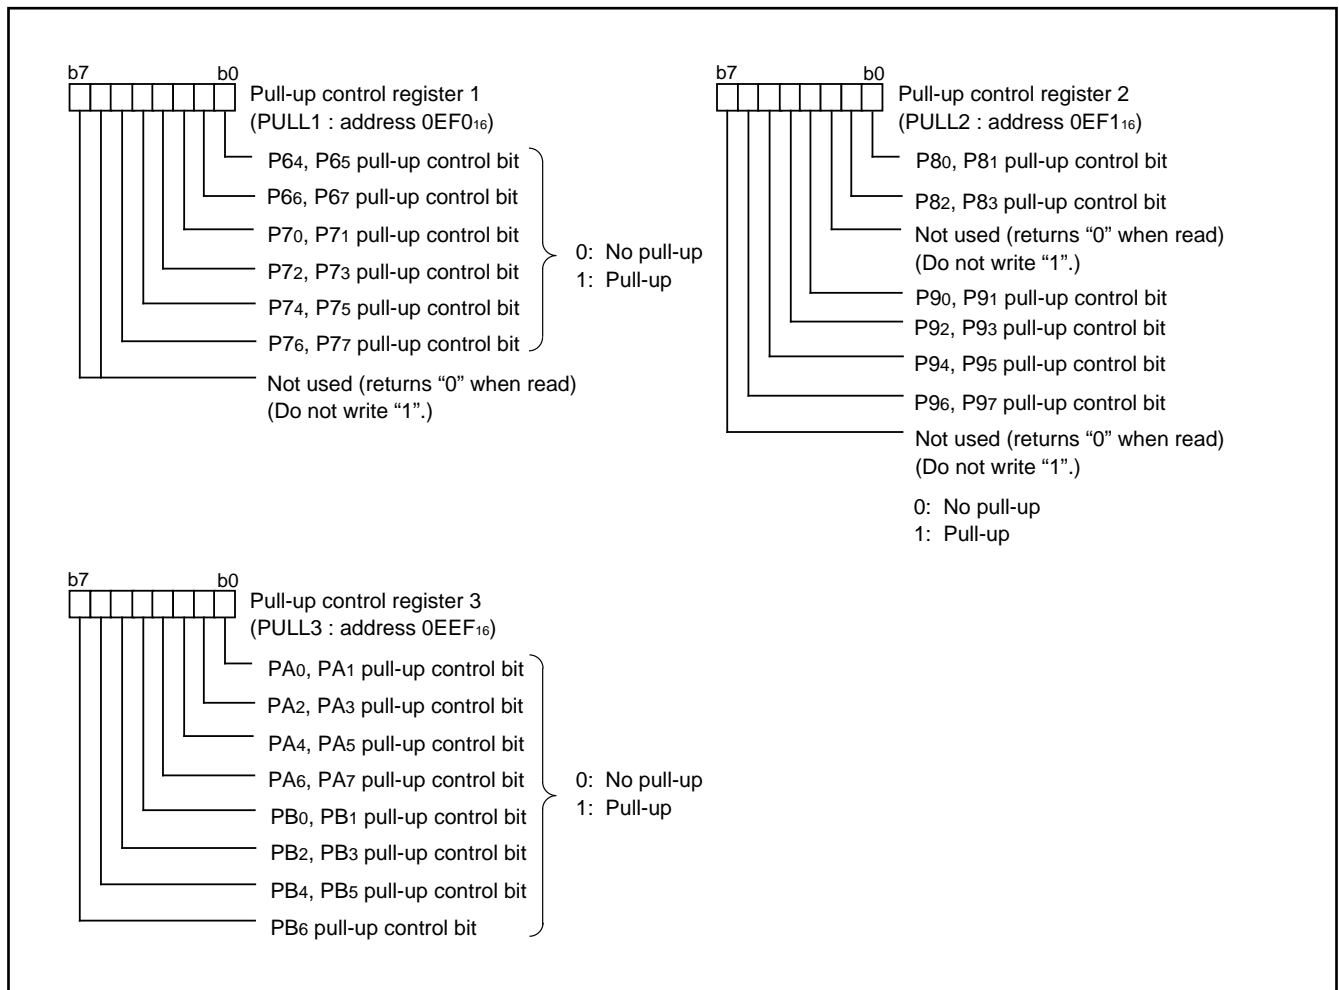 b7 b0
Pull-up control register 1
(PULL1 : address 0EF0₁₆)
P6₄, P6₅ pull-up control bit
P6₆, P6₇ pull-up control bit
P7₀, P7₁ pull-up control bit
P7₂, P7₃ pull-up control bit
P7₄, P7₅ pull-up control bit
P7₆, P7₇ pull-up control bit
0: No pull-up
1: Pull-up
Not used (returns “0” when read)
(Do not write “1”.)
b7 b0
Pull-up control register 2
(PULL2 : address 0EF1₁₆)
P8₀, P8₁ pull-up control bit
P8₂, P8₃ pull-up control bit
Not used (returns “0” when read)
(Do not write “1”.)
P9₀, P9₁ pull-up control bit
P9₂, P9₃ pull-up control bit
P9₄, P9₅ pull-up control bit
P9₆, P9₇ pull-up control bit
Not used (returns “0” when read)
(Do not write “1”.)
0: No pull-up
1: Pull-up
b7 b0
Pull-up control register 3
(PULL3 : address 0EEF₁₆)
PA₀, PA₁ pull-up control bit
PA₂, PA₃ pull-up control bit
PA₄, PA₅ pull-up control bit
PA₆, PA₇ pull-up control bit
PB₀, PB₁ pull-up control bit
PB₂, PB₃ pull-up control bit
PB₄, PB₅ pull-up control bit
PB₆ pull-up control bit
0: No pull-up
1: Pull-up